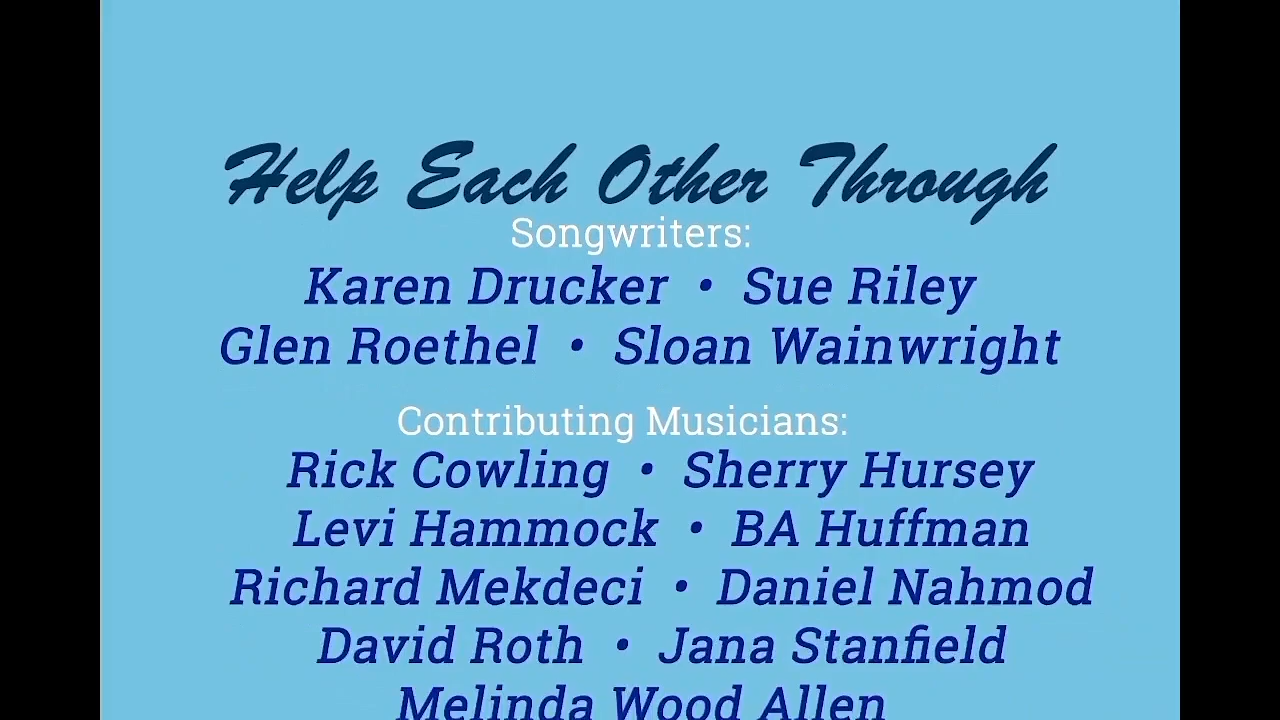 Help Each Other Through
Songwriters:
Karen Drucker • Sue Riley
Glen Roethel • Sloan Wainwright
Contributing Musicians:
Rick Cowling • Sherry Hursey
Levi Hammock • BA Huffman
Richard Mekdeci • Daniel Nahmod
David Roth • Jana Stanfield
Melinda Wood Allen